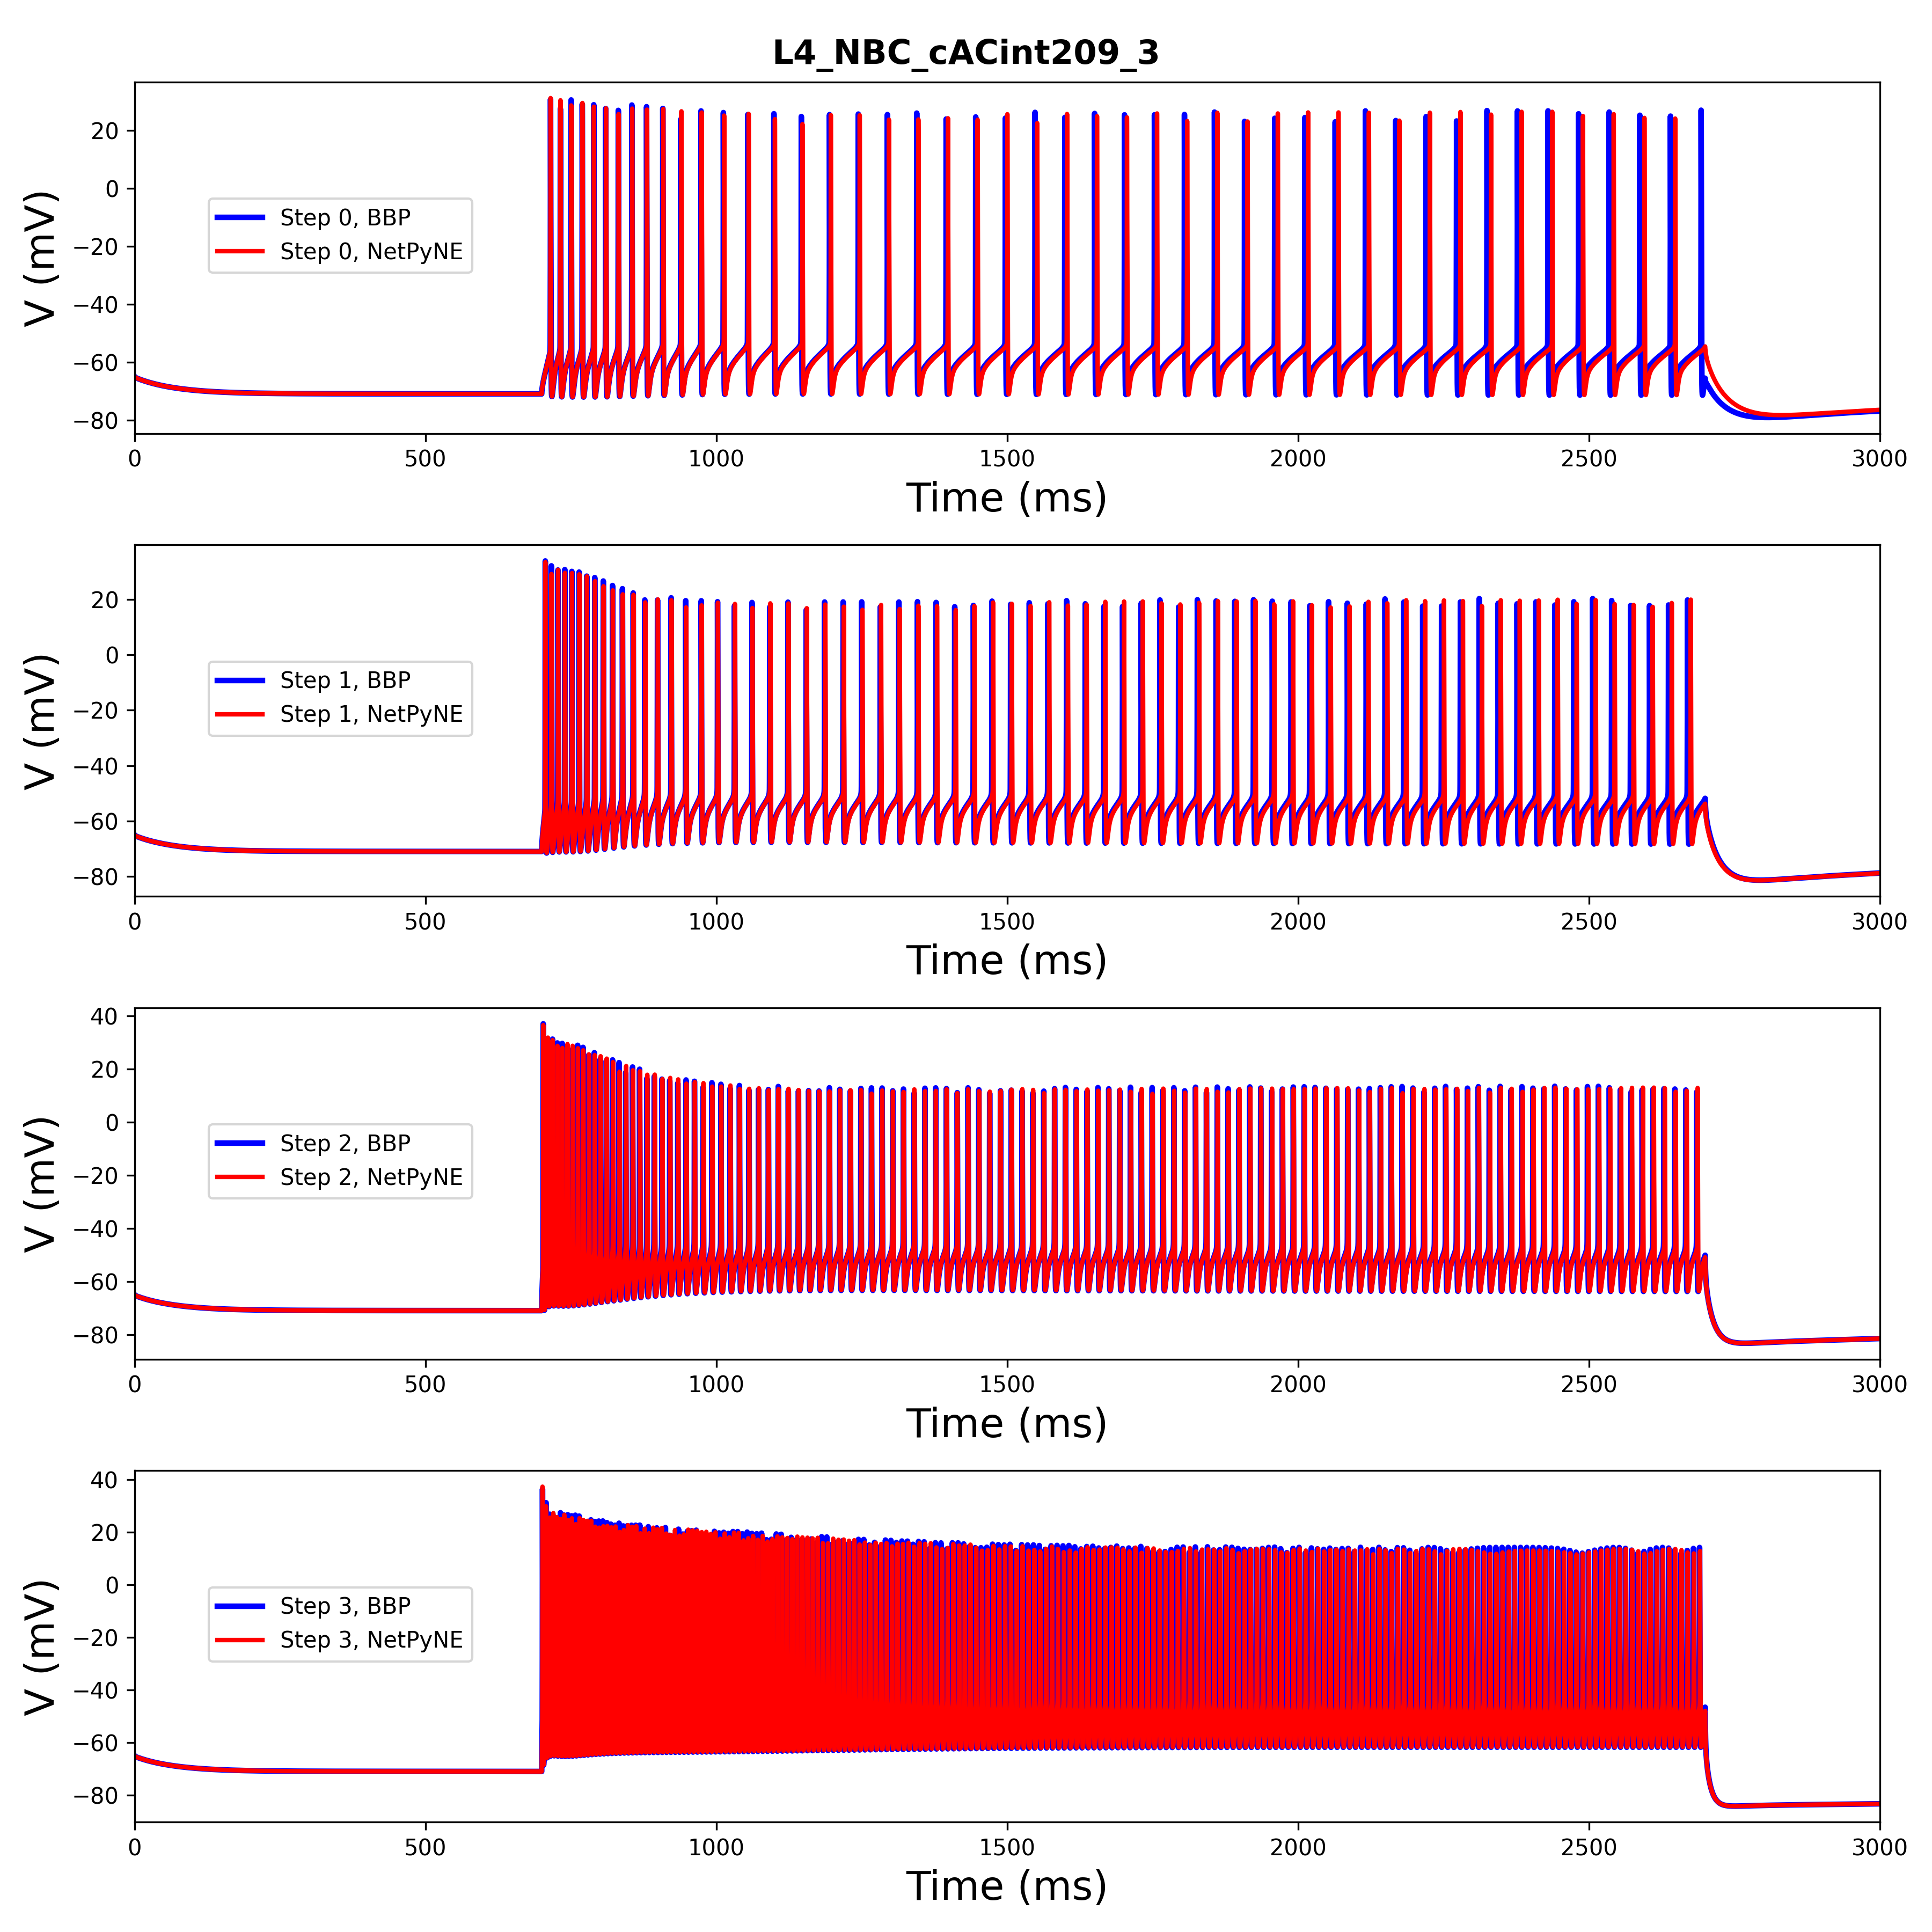 L4_NBC_cACint209_3
20
0
−20
−40
−60
−80
V (mV)
Step 0, BBP
Step 0, NetPyNE
0 500 1000 1500 2000 2500 3000
Time (ms)
20
0
−20
−40
−60
−80
V (mV)
Step 1, BBP
Step 1, NetPyNE
0 500 1000 1500 2000 2500 3000
Time (ms)
40
20
0
−20
−40
−60
−80
V (mV)
Step 2, BBP
Step 2, NetPyNE
0 500 1000 1500 2000 2500 3000
Time (ms)
40
20
0
−20
−40
−60
−80
V (mV)
Step 3, BBP
Step 3, NetPyNE
0 500 1000 1500 2000 2500 3000
Time (ms)